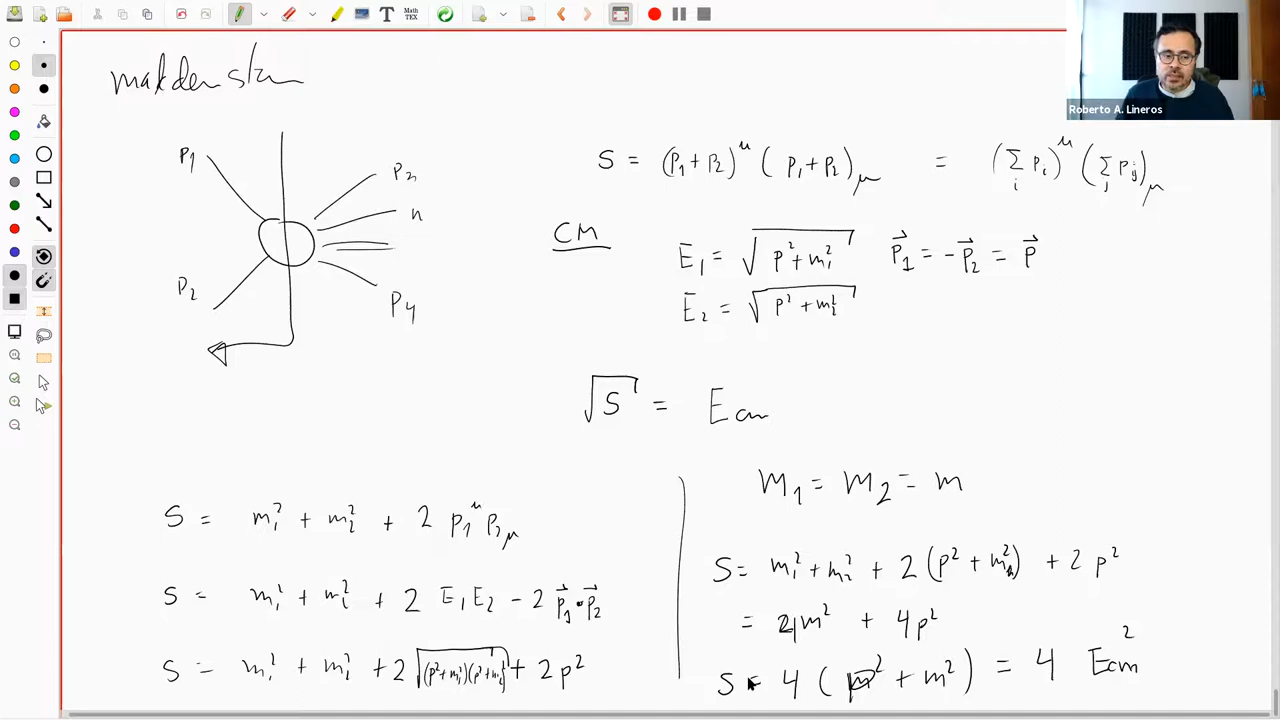 mandelstam
Roberto A. Lineros
P1
P2
P3
n
P4
S = (P1+P2)^μ (P1+P2)_μ = (∑_i Pi)^μ (∑_j Pj)_μ
CM
E1 = √(p²+m1²) P⃗1 = -P⃗2 = P⃗
E2 = √(p²+m2²)
√S = Ecm
S = m1² + m2² + 2 P1^μ P2μ
S = m1² + m2² + 2 E1E2 - 2 P⃗1·P⃗2
S = m1² + m2² + 2√((p²+m1²)(p²+m2²)) + 2p²
m1 = m2 = m
S = m1² + m2² + 2(p²+m²) + 2p²
= 4m² + 4p²
S = 4(p² + m²) = 4 Ecm²